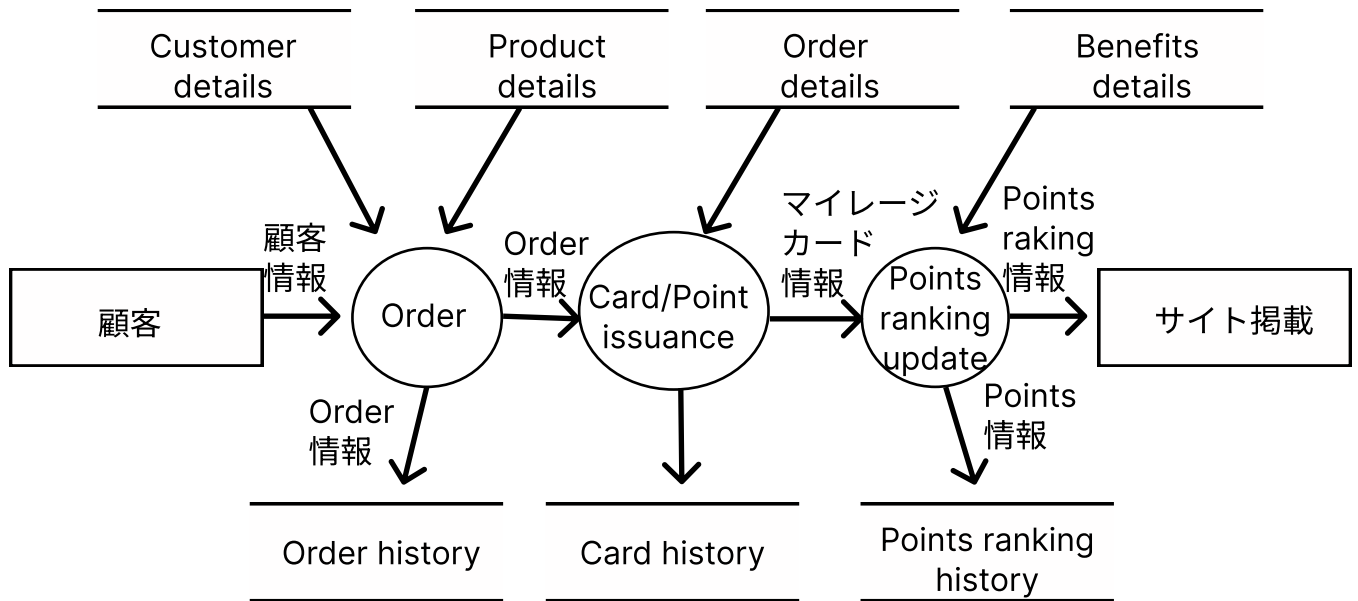 Customer
details
Product
details
Order
details
Benefits
details
顧客
顧客
情報
Order
Order
情報
Card/Point
issuance
マイレージ
カード
情報
Points
ranking
update
Points
raking
情報
サイト掲載
Order
情報
Points
情報
Order history
Card history
Points ranking
history